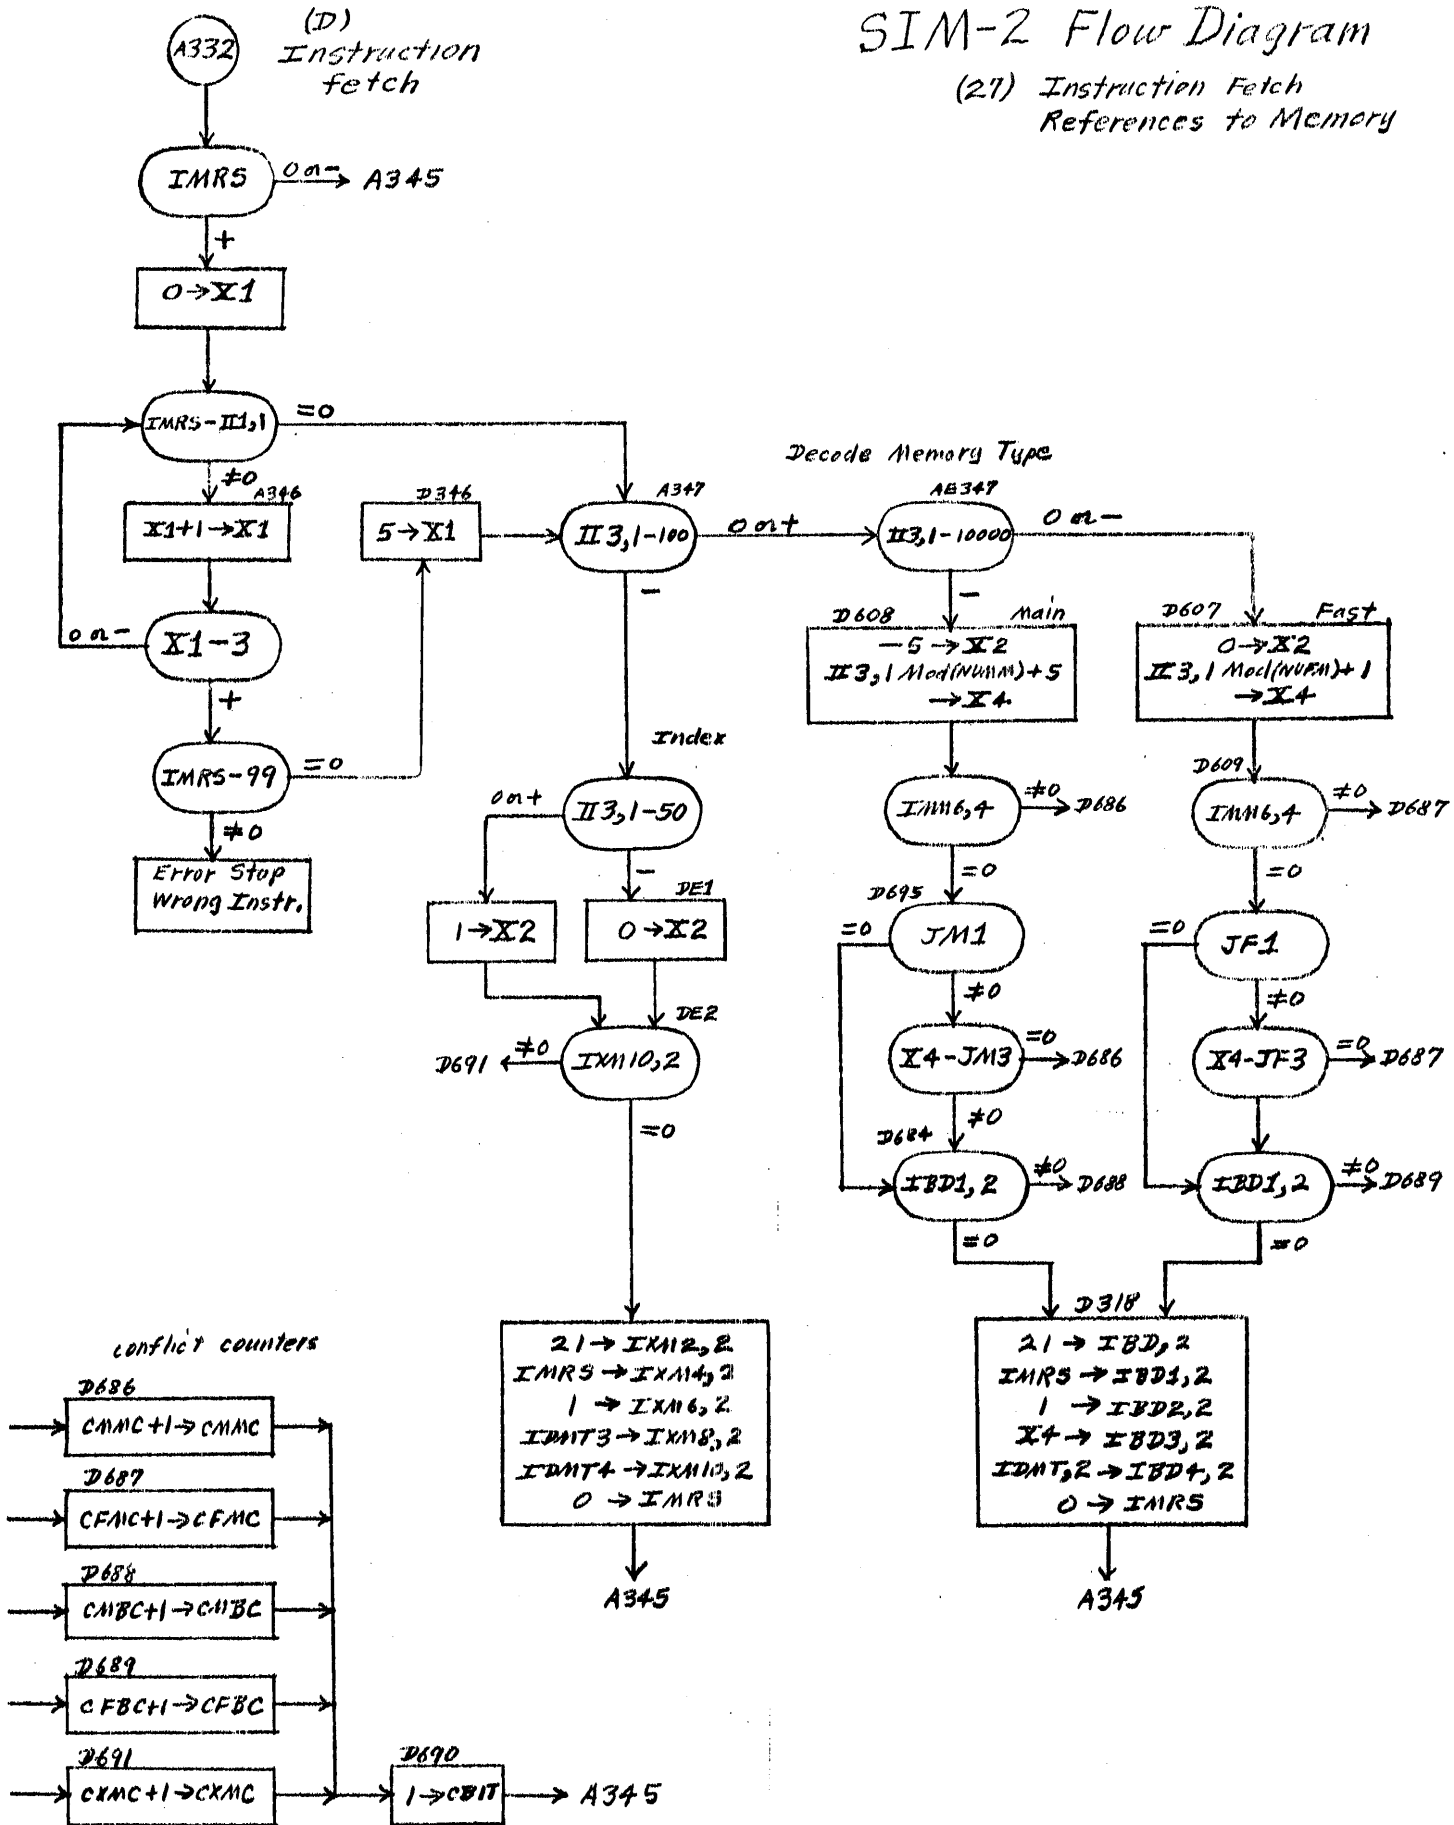 SIM-2 Flow Diagram
(27) Instruction Fetch
References to Memory
(D)
Instruction
fetch
A332
IMRS
0 or -
A345
+
0→X1
IMRS-II1,1
=0
≠0
A346
X1+1→X1
0 or -
X1-3
+
IMRS-99
=0
≠0
Error Stop
Wrong Instr.
D346
5→X1
A347
II3,1-100
0 or +
-
Decode Memory Type
AE347
II3,1-10000
0 or -
-
Index
0 or +
II3,1-50
-
1→X2
DE1
0→X2
DE2
D691
≠0
IXM10,2
=0
21→IXM2,2
IMRS→IXM4,2
1→IXM6,2
IDMT3→IXM8,2
IDMT4→IXM10,2
0→IMRS
A345
D608
Main
-5→X2
II3,1 Mod(NUMM)+5
→X4
IMM6,4
≠0
D686
=0
D695
=0
JM1
≠0
X4-JM3
=0
D686
≠0
D684
IBD1,2
≠0
D688
=0
D607
Fast
0→X2
II3,1 Mod(NUFM)+1
→X4
D609
IMM6,4
≠0
D687
=0
=0
JF1
≠0
X4-JF3
=0
D687
IBD1,2
≠0
D689
=0
D318
21→IBD,2
IMRS→IBD1,2
1→IBD2,2
X4→IBD3,2
IDMT,2→IBD4,2
0→IMRS
A345
conflict counters
D686
CMMC+1→CMMC
D687
CFMC+1→CFMC
D688
CMBC+1→CMBC
D689
CFBC+1→CFBC
D691
CXMC+1→CXMC
D690
1→CBIT
A345